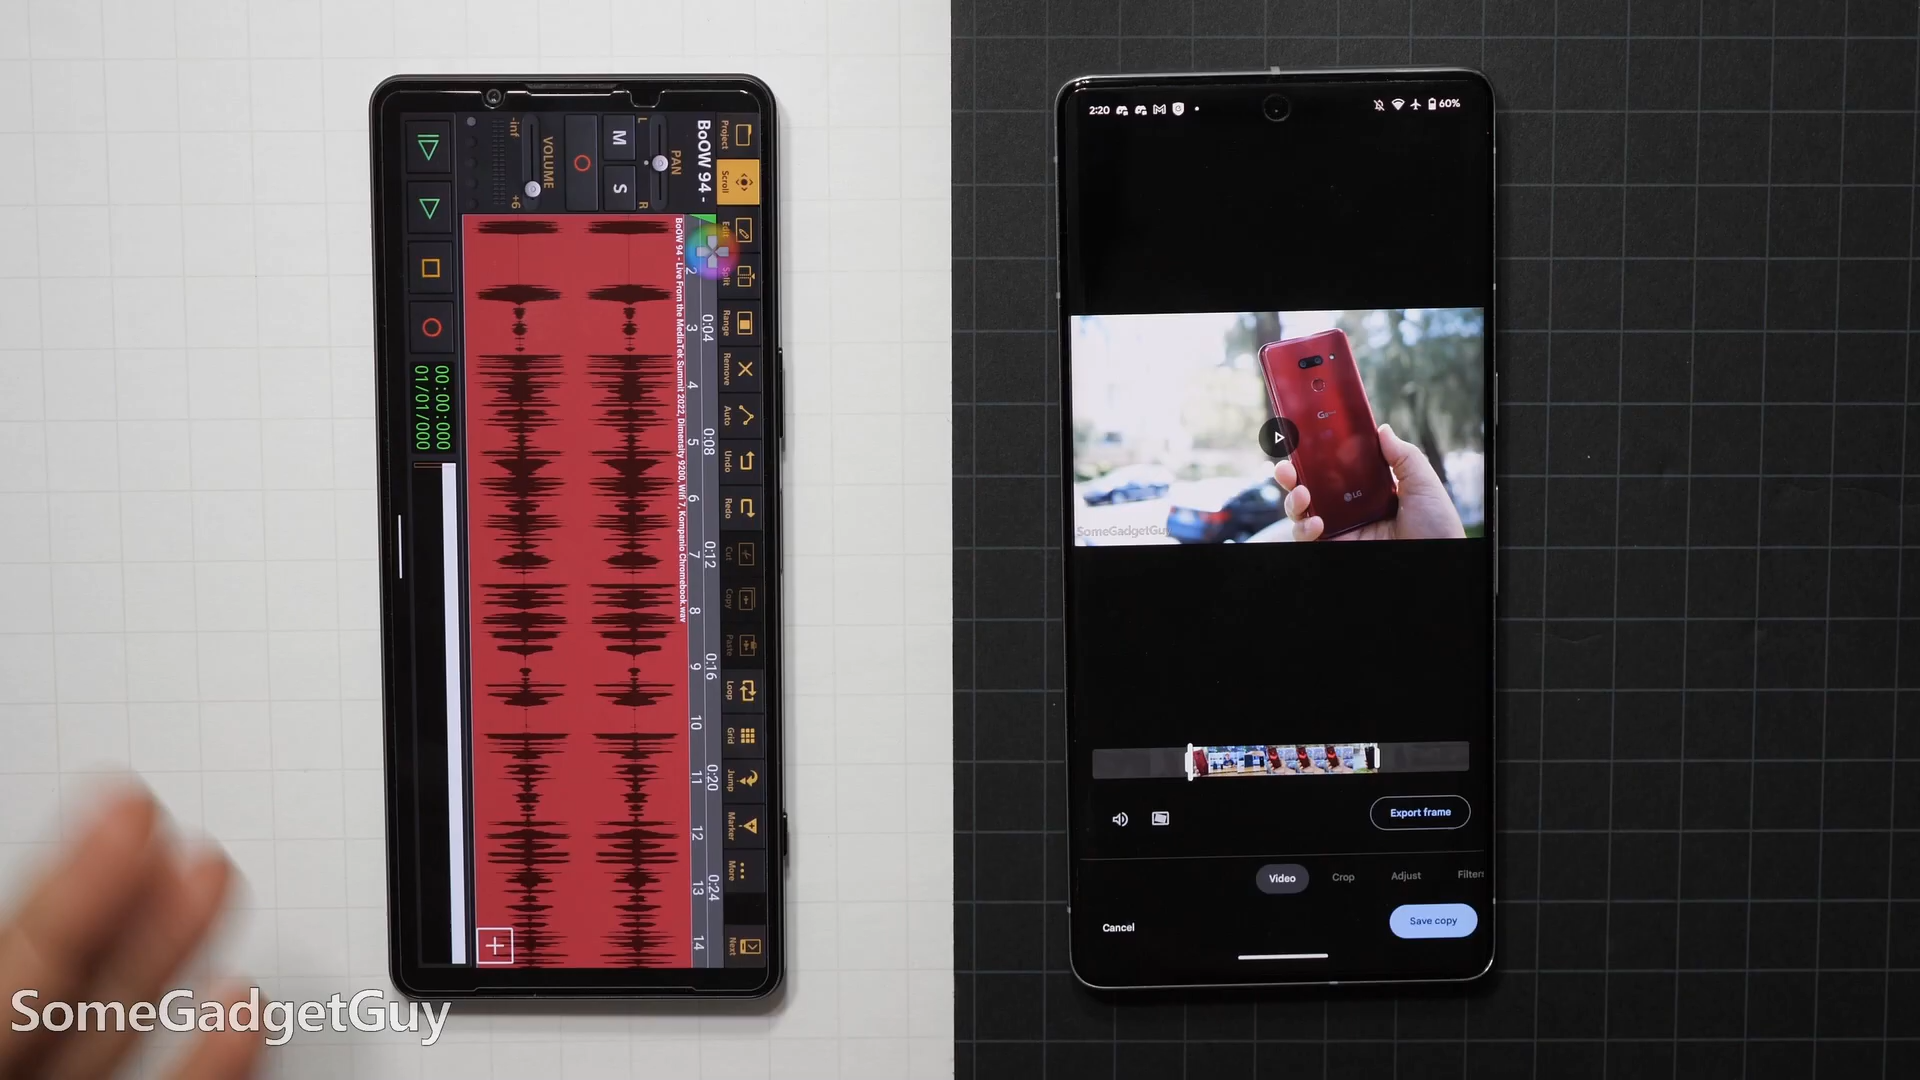 BoOW 94 -
Project
Scroll
Edit
Split
Range
Remove
Auto
Undo
Redo
Cut
Copy
Paste
Loop
Grid
Jump
Marker
More
Next
L
PAN
R
M
S
-inf
VOLUME
+6
2
3
4
5
6
7
8
9
10
11
12
13
14
0:04
0:08
0:12
0:16
0:20
0:24
BoOW 94 - Live From the MediaTek Summit 2022, Dimensity 9200, Wifi 7, Kompanio Chromebook.wav
00:00:000
01/01/000
2:20
60%
LG
SomeGadgetGuy
Export frame
Video
Crop
Adjust
Filters
Cancel
Save copy
SomeGadgetGuy